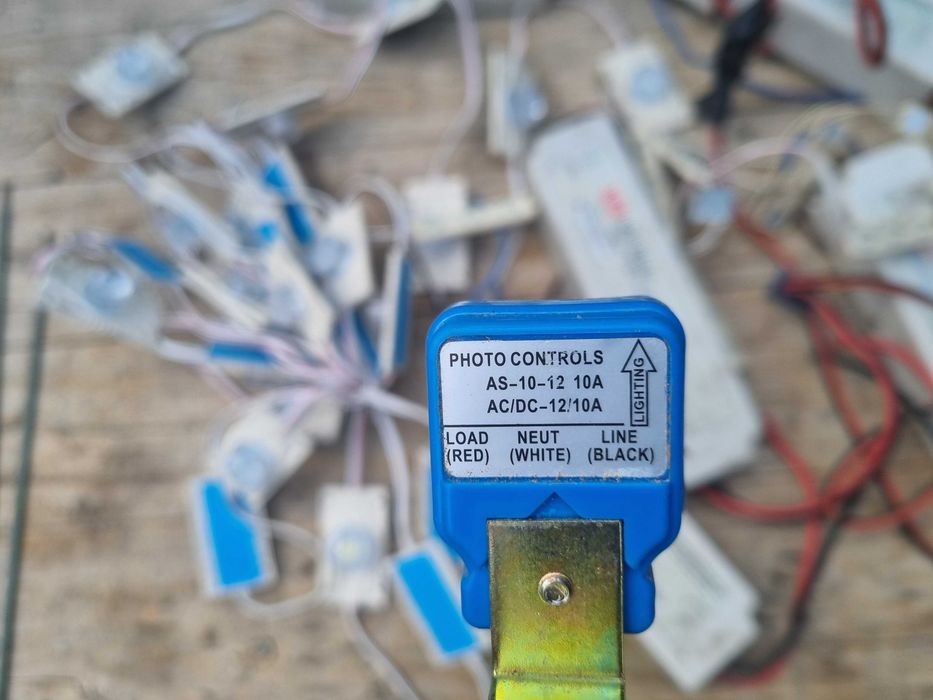 PHOTO CONTROLS
AS-10-12 10A
AC/DC-12/10A
LIGHTING
LOAD NEUT LINE
(RED) (WHITE) (BLACK)